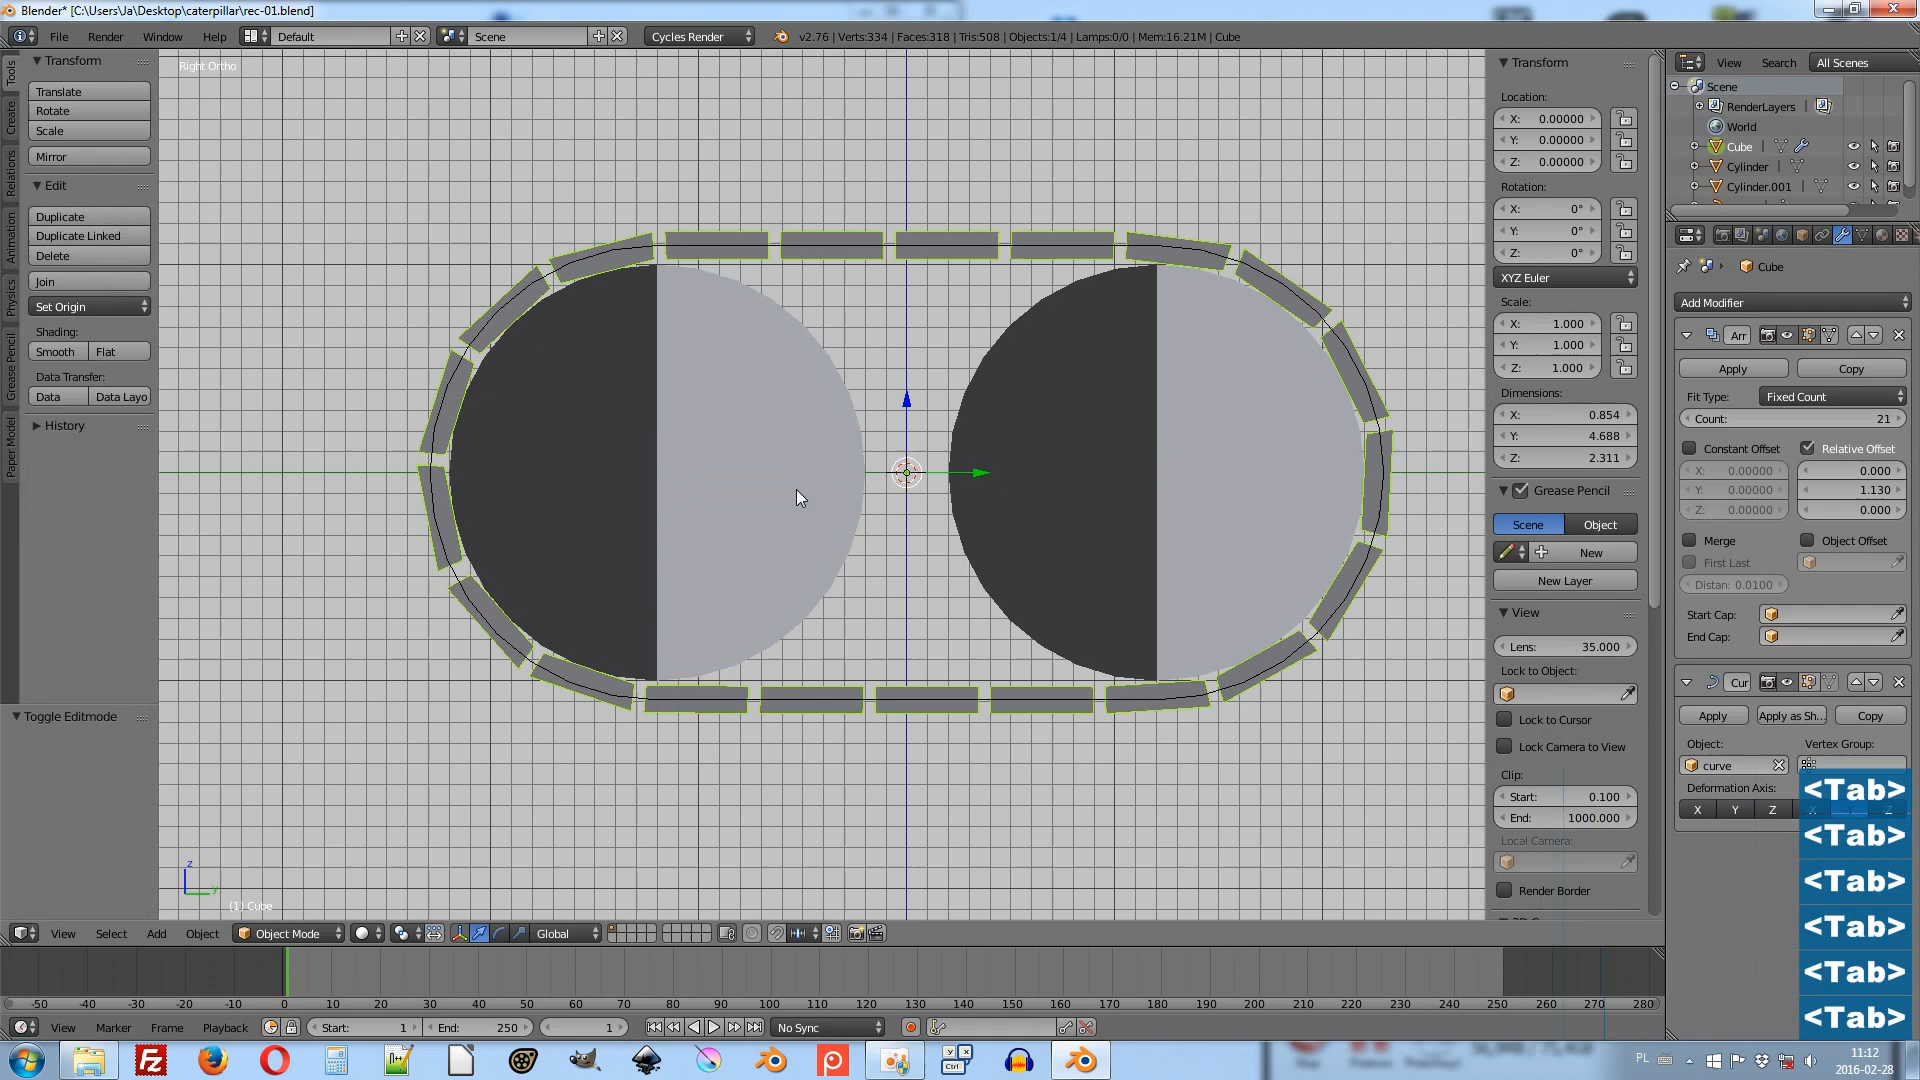 Blender* [C:\Users\Ja\Desktop\caterpillar\rec-01.blend]
File Render Window Help Default Scene Cycles Render v2.76 | Verts:334 | Faces:318 | Tris:508 | Objects:1/4 | Lamps:0/0 | Mem:16.21M | Cube
Tools
Create
Relations
Animation
Physics
Grease Pencil
Paper Model
Transform
Translate
Rotate
Scale
Mirror
Edit
Duplicate
Duplicate Linked
Delete
Join
Set Origin
Shading:
Smooth Flat
Data Transfer:
Data Data Layo
History
Toggle Editmode
Right Ortho
z
y
(1) Cube
Transform
Location:
X: 0.00000
Y: 0.00000
Z: 0.00000
Rotation:
X: 0°
Y: 0°
Z: 0°
XYZ Euler
Scale:
X: 1.000
Y: 1.000
Z: 1.000
Dimensions:
X: 0.854
Y: 4.688
Z: 2.311
Grease Pencil
Scene Object
New
New Layer
View
Lens: 35.000
Lock to Object:
Lock to Cursor
Lock Camera to View
Clip:
Start: 0.100
End: 1000.000
Local Camera:
Render Border
View Search All Scenes
Scene
RenderLayers
World
Cube
Cylinder
Cylinder.001
Cube
Add Modifier
Arr
Apply Copy
Fit Type: Fixed Count
Count: 21
Constant Offset Relative Offset
X: 0.00000 0.000
Y: 0.00000 1.130
Z: 0.00000 0.000
Merge Object Offset
First Last
Distan: 0.0100
Start Cap:
End Cap:
Cur
Apply Apply as Sh... Copy
Object: Vertex Group:
curve
Deformation Axis:
X Y Z -X -Y -Z
<Tab>
<Tab>
<Tab>
<Tab>
<Tab>
<Tab>
View Select Add Object Object Mode Global
-50 -40 -30 -20 -10 0 10 20 30 40 50 60 70 80 90 100 110 120 130 140 150 160 170 180 190 200 210 220 230 240 250 260 270 280
View Marker Frame Playback Start: 1 End: 250 1 No Sync
Ctrl
PL
11:12
2016-02-28